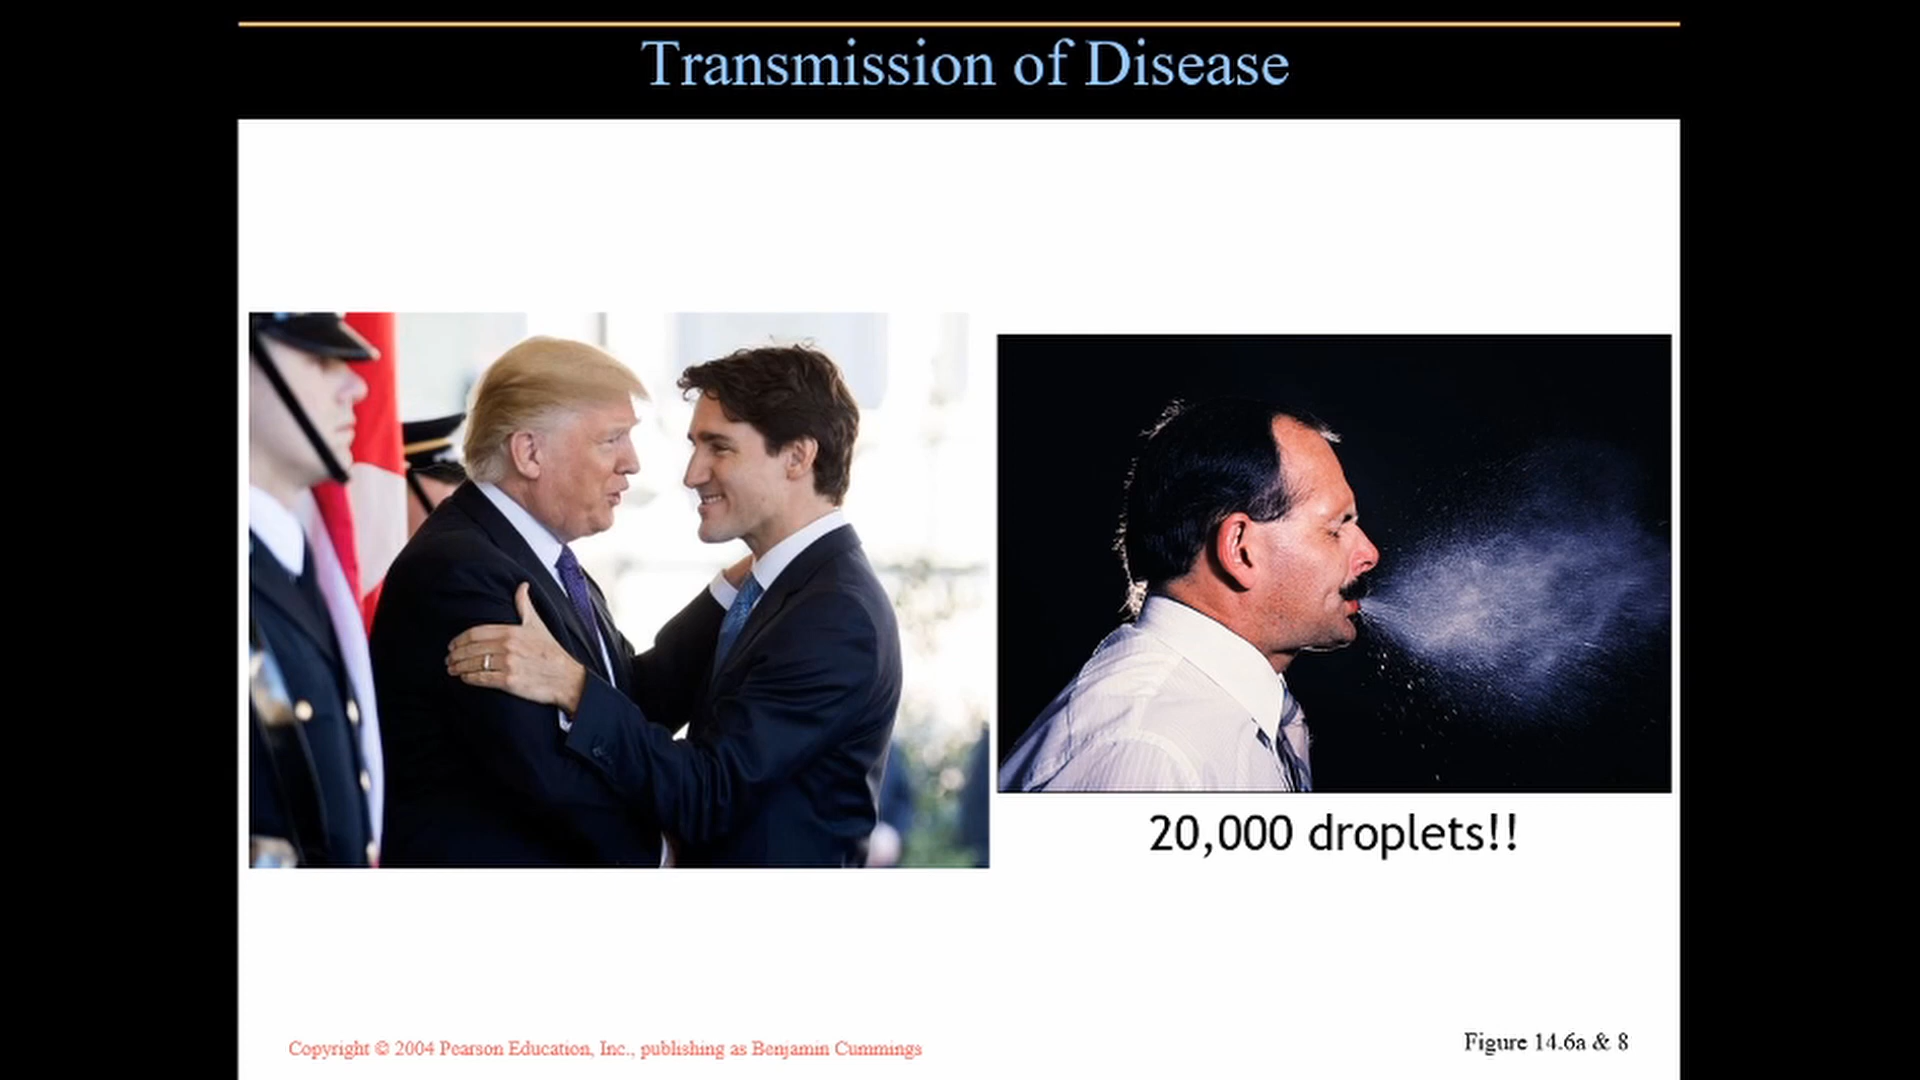 Transmission of Disease
20,000 droplets!!
Copyright © 2004 Pearson Education, Inc., publishing as Benjamin Cummings
Figure 14.6a & 8